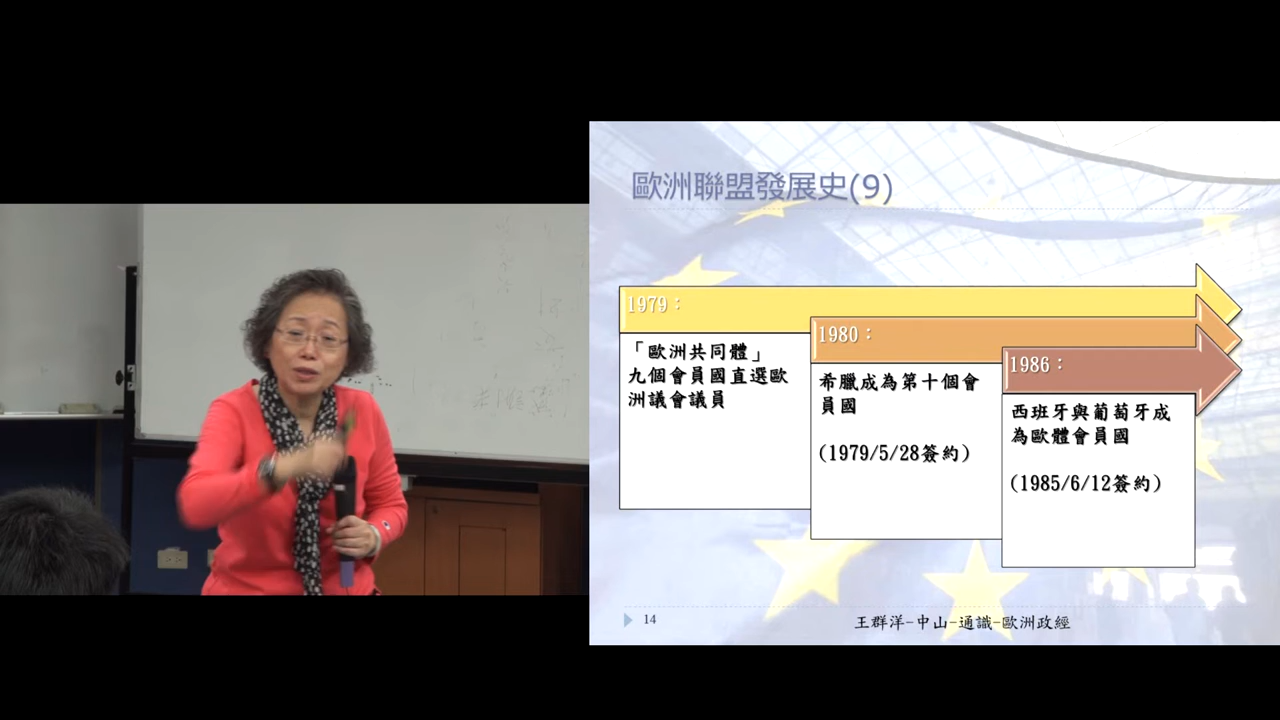 歐洲聯盟發展史(9)
1979：
「歐洲共同體」
九個會員國直選歐
洲議會議員
1980：
希臘成為第十個會
員國
(1979/5/28簽約)
1986：
西班牙與葡萄牙成
為歐體會員國
(1985/6/12簽約)
14
王群洋-中山-通識-歐洲政經